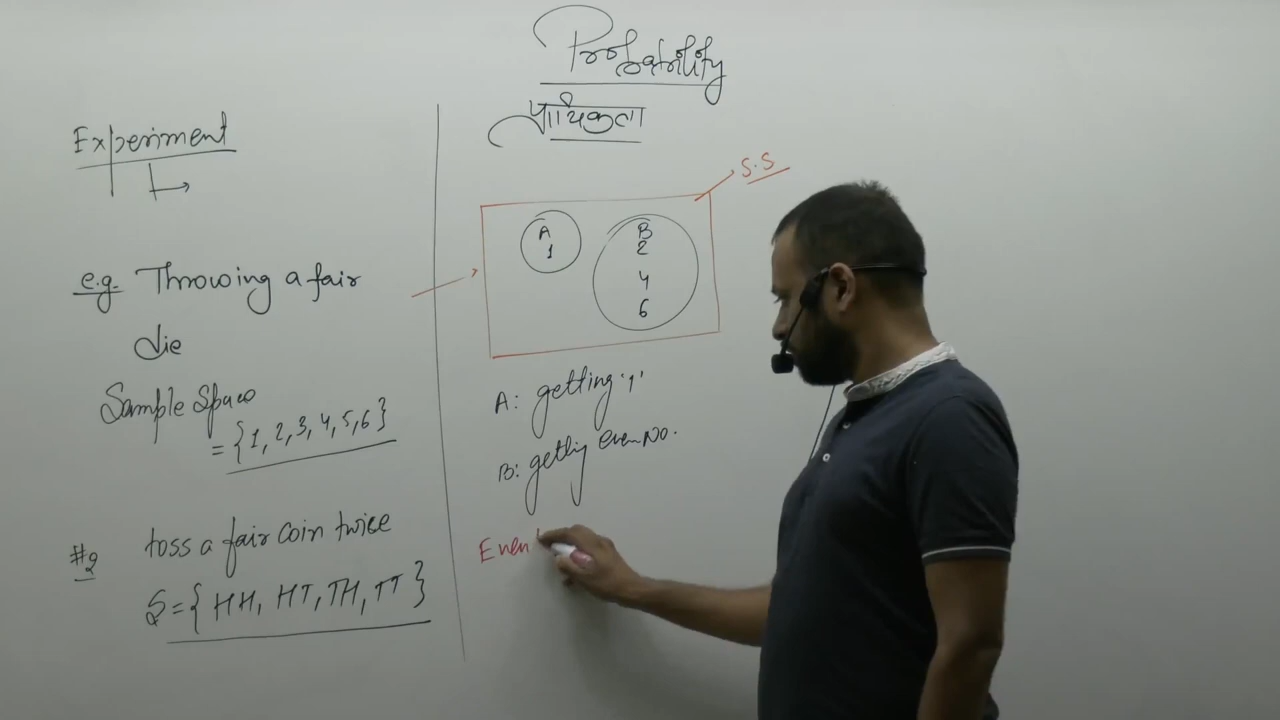 Probability
प्रायिकता
Experiment
e.g. Throwing a fair
die
Sample Space
= {1, 2, 3, 4, 5, 6}
#2 toss a fair coin twice
S = { HH, HT, TH, TT }
S.S
A
1
B
2
4
6
A: getting '1'
B: getting even No.
Even